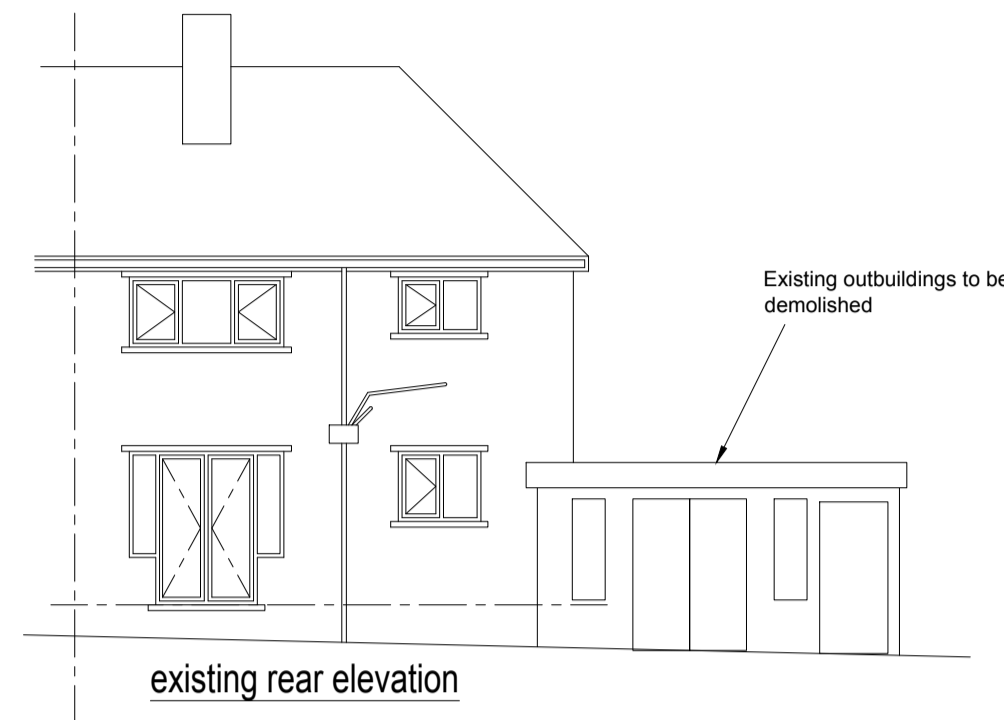 Existing outbuildings to be
demolished
existing rear elevation